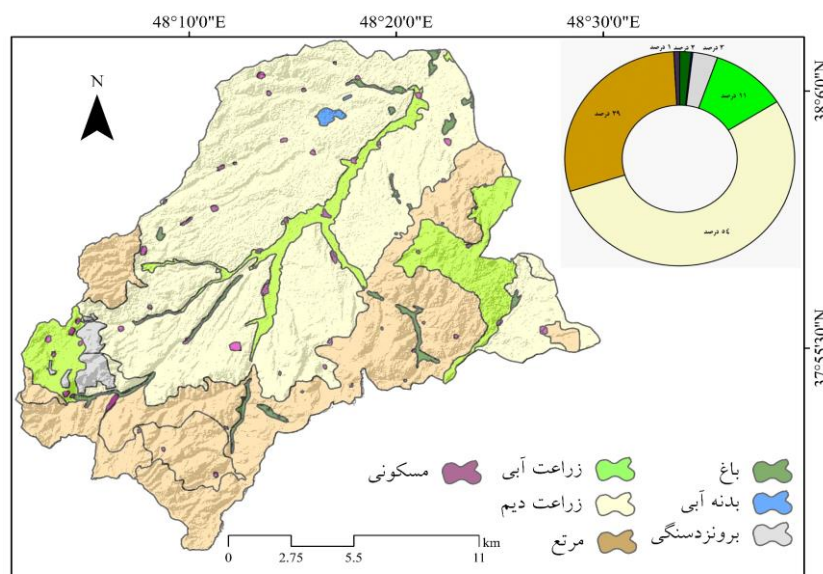 48°10'0"E 48°20'0"E 48°30'0"E
38°6'0"N
37°55'30"N
N
۱ درصد
۲ درصد
۳ درصد
۱۱ درصد
۲۹ درصد
۵٤ درصد
باغ
زراعت آبی
مسکونی
بدنه آبی
زراعت دیم
برونزدسنگی
مرتع
km
0 2.75 5.5 11